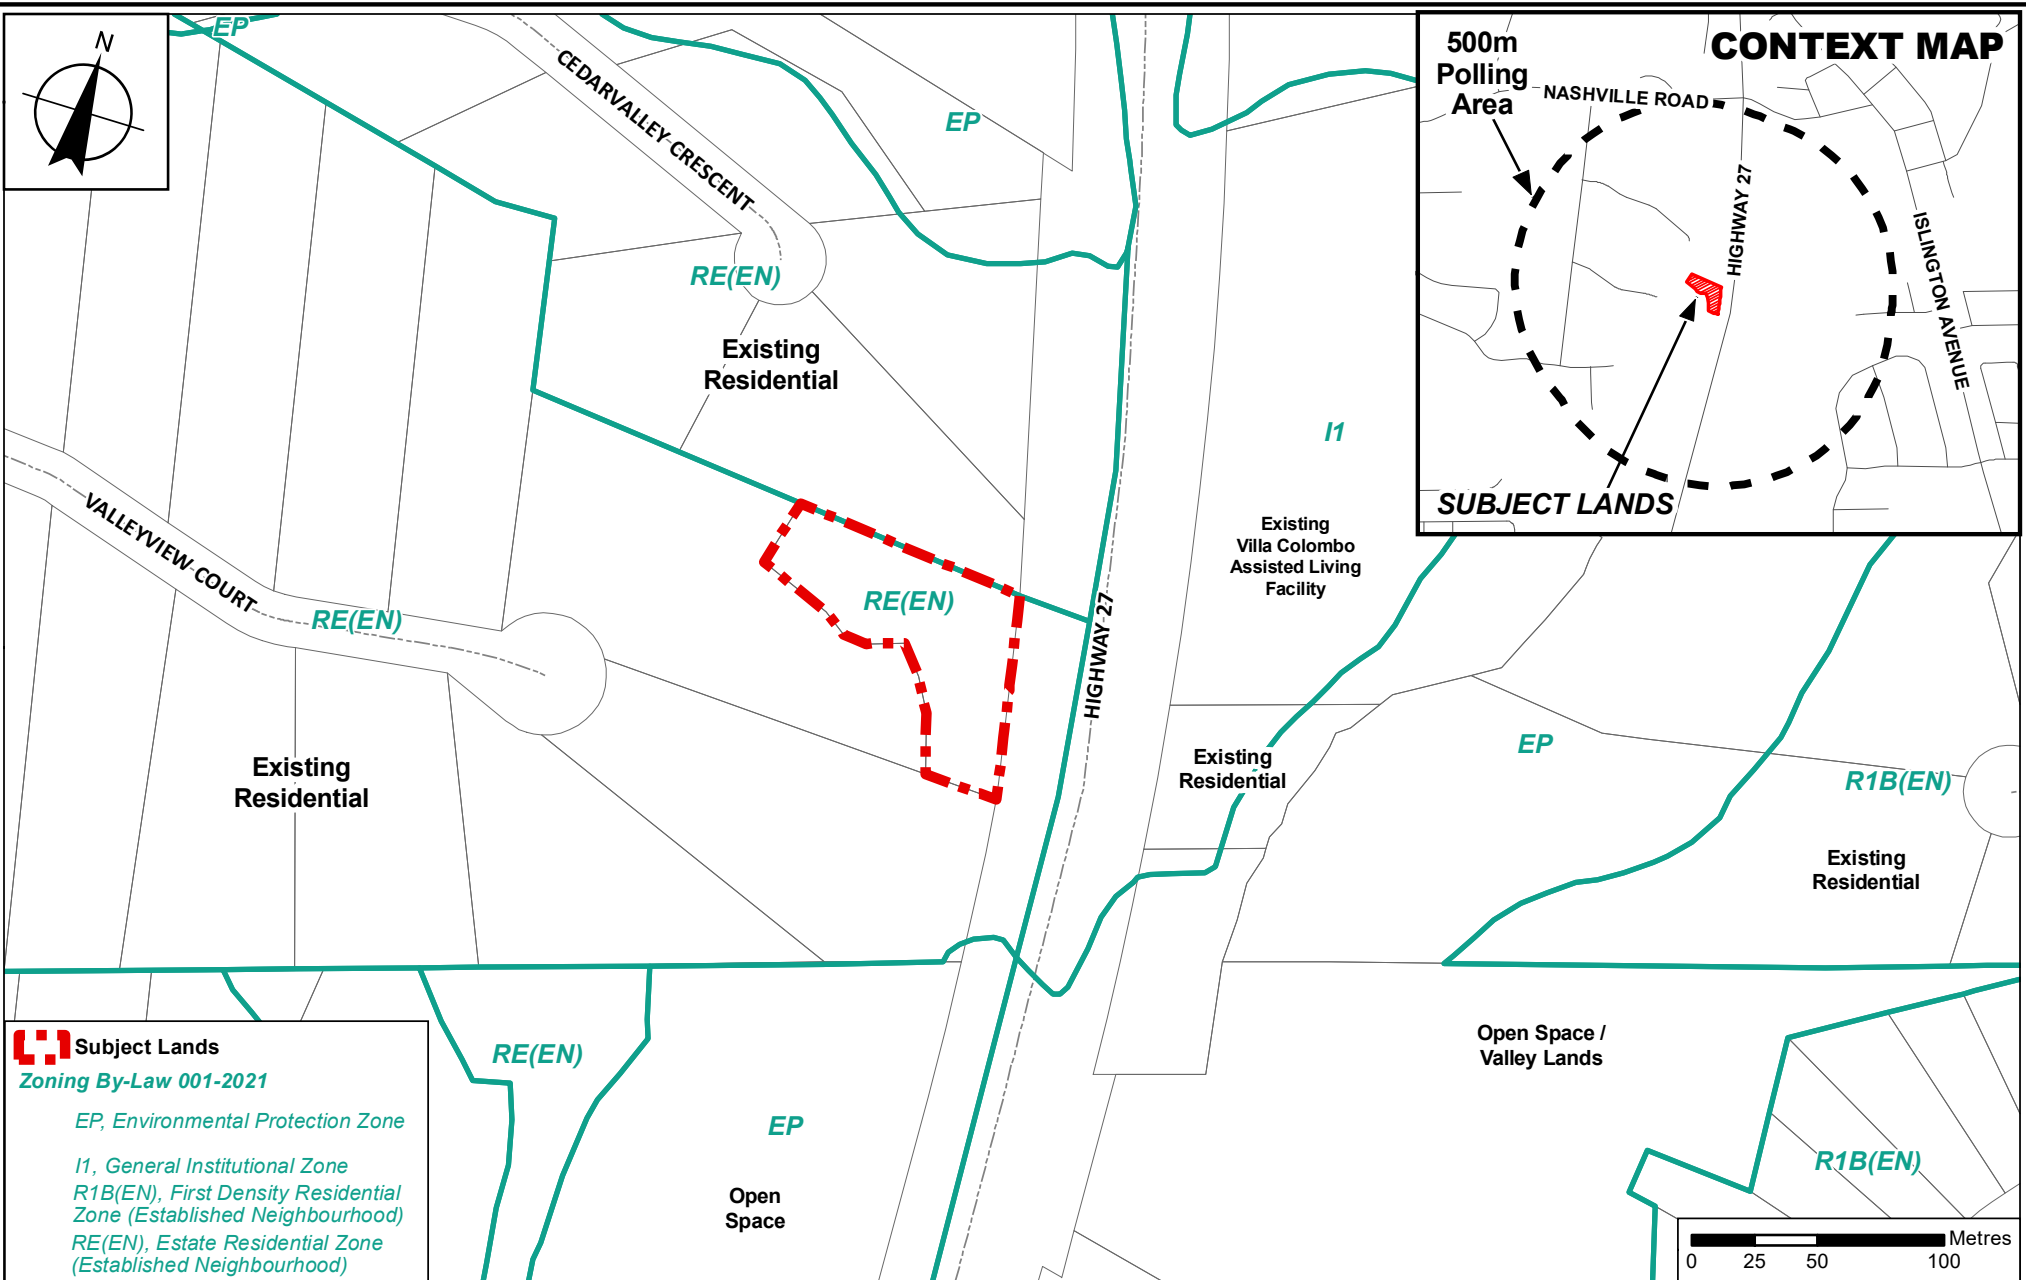 N
EP
CEDARVALLEY CRESCENT
EP
RE(EN)
Existing
Residential
500m
Polling
Area
CONTEXT MAP
NASHVILLE ROAD
HIGHWAY 27
ISLINGTON AVENUE
SUBJECT LANDS
I1
Existing
Villa Colombo
Assisted Living
Facility
VALLEYVIEW COURT
RE(EN)
RE(EN)
HIGHWAY 27
Existing
Residential
Existing
Residential
EP
R1B(EN)
Existing
Residential
RE(EN)
EP
Open
Space
Open Space /
Valley Lands
R1B(EN)
Subject Lands
Zoning By-Law 001-2021
EP, Environmental Protection Zone
I1, General Institutional Zone
R1B(EN), First Density Residential
Zone (Established Neighbourhood)
RE(EN), Estate Residential Zone
(Established Neighbourhood)
Metres
0 25 50 100